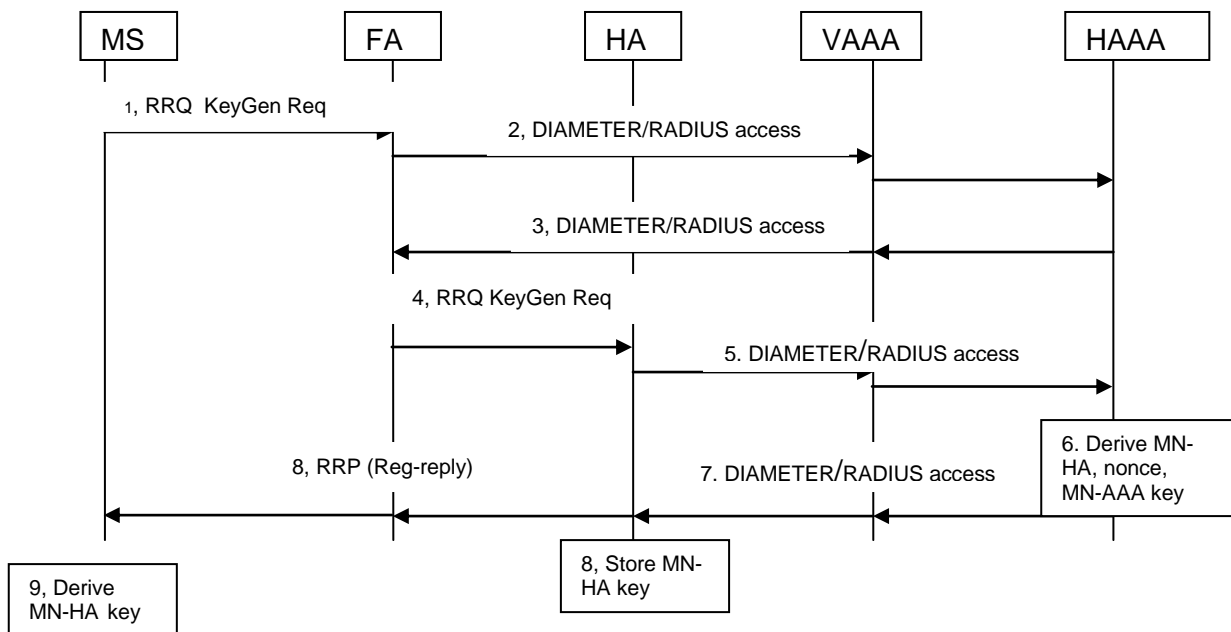 MS
FA
HA
VAAA
HAAA
1, RRQ KeyGen Req
2, DIAMETER/RADIUS access
3, DIAMETER/RADIUS access
4, RRQ KeyGen Req
5. DIAMETER/RADIUS access
6. Derive MN-
HA, nonce,
MN-AAA key
8, RRP (Reg-reply)
7. DIAMETER/RADIUS access
8, Store MN-
HA key
9, Derive
MN-HA key